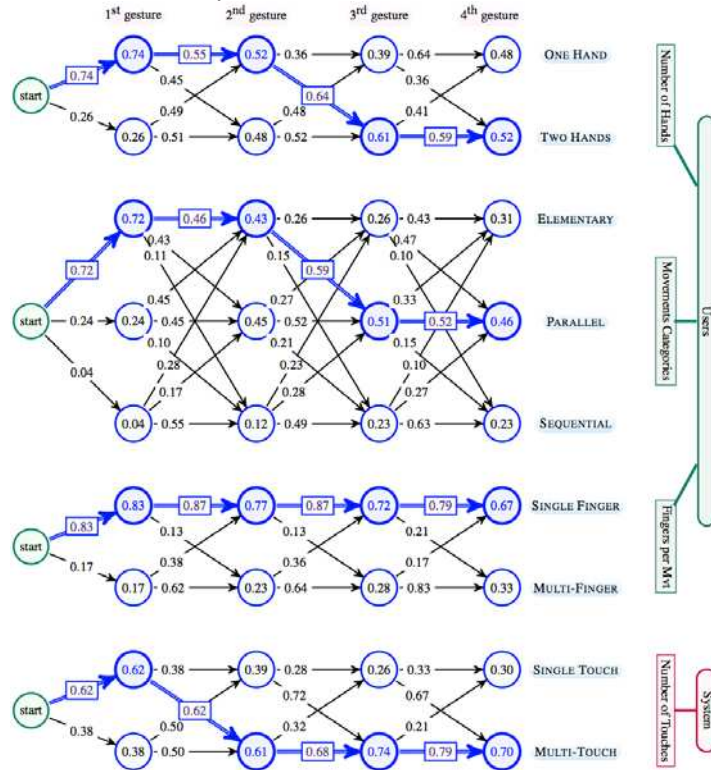 1st gesture 2nd gesture 3rd gesture 4th gesture
0.74 0.55 0.52 0.36 0.39 0.64 0.48 ONE HAND
0.74 0.45 0.64 0.36
start
0.26 0.49 0.48 0.41
0.26 0.51 0.48 0.52 0.61 0.59 0.52 TWO HANDS
0.72 0.46 0.43 0.26 0.26 0.43 0.31 ELEMENTARY
0.43 0.15 0.47
0.11 0.10
0.72 0.59
0.45 0.27 0.33
start 0.24 0.24 0.45 0.45 0.52 0.51 0.52 0.46 PARALLEL
0.10 0.21 0.15
0.28 0.23 0.10
0.04 0.17 0.28 0.27
0.04 0.55 0.12 0.49 0.23 0.63 0.23 SEQUENTIAL
0.83 0.87 0.77 0.87 0.72 0.79 0.67 SINGLE FINGER
0.83 0.13 0.13 0.21
start
0.17 0.38 0.36 0.17
0.17 0.62 0.23 0.64 0.28 0.83 0.33 MULTI-FINGER
0.62 0.38 0.39 0.28 0.26 0.33 0.30 SINGLE TOUCH
0.62 0.62 0.72 0.67
start
0.38 0.50 0.32 0.21
0.38 0.50 0.61 0.68 0.74 0.79 0.70 MULTI-TOUCH
Number of Hands
Movements Categories
Fingers per Mvt
Users
Number of Touches
System